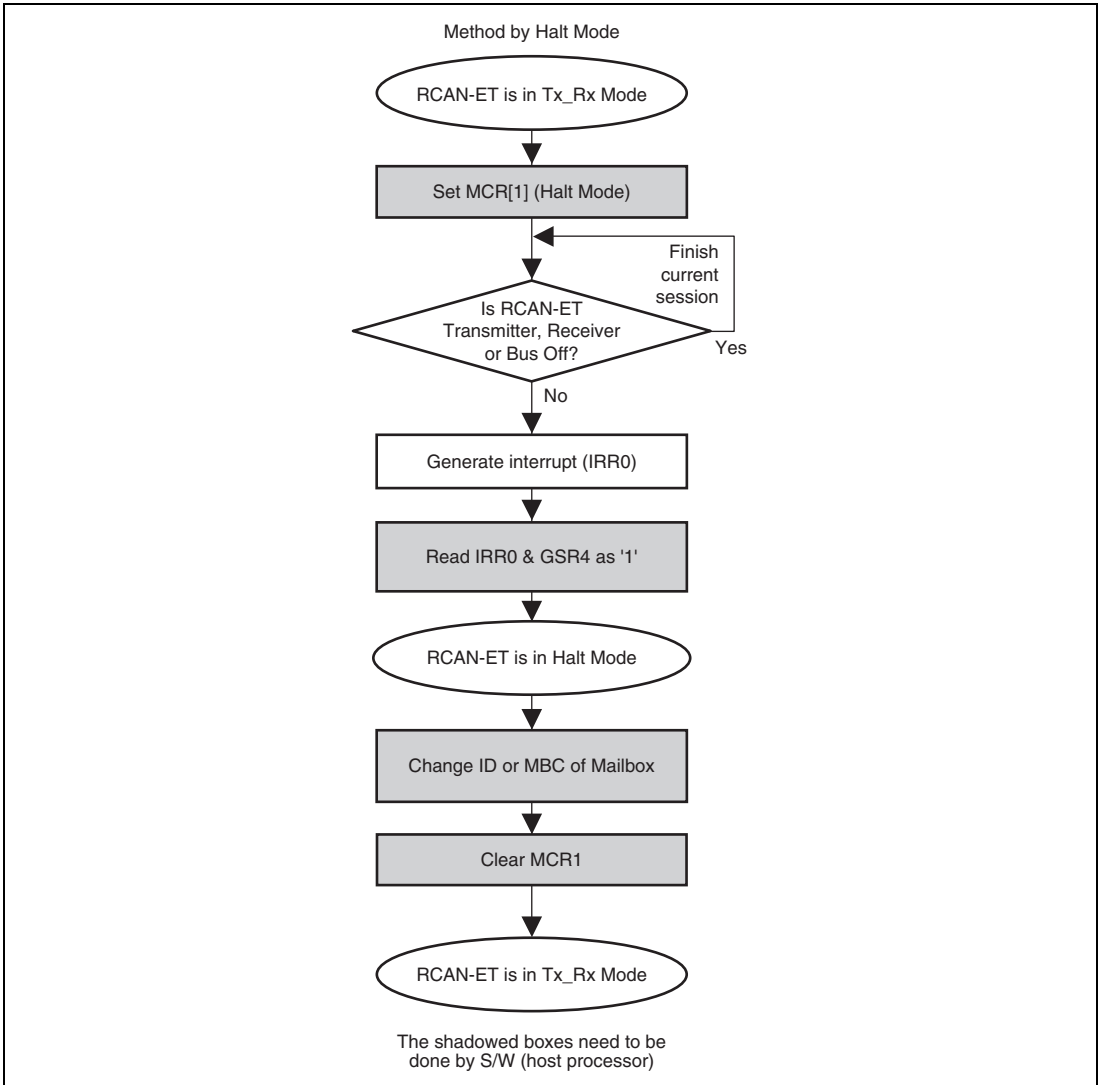 Method by Halt Mode
RCAN-ET is in Tx_Rx Mode
Set MCR[1] (Halt Mode)
Finish
current
session
Is RCAN-ET
Transmitter, Receiver
or Bus Off?
Yes
No
Generate interrupt (IRR0)
Read IRR0 & GSR4 as '1'
RCAN-ET is in Halt Mode
Change ID or MBC of Mailbox
Clear MCR1
RCAN-ET is in Tx_Rx Mode
The shadowed boxes need to be
done by S/W (host processor)